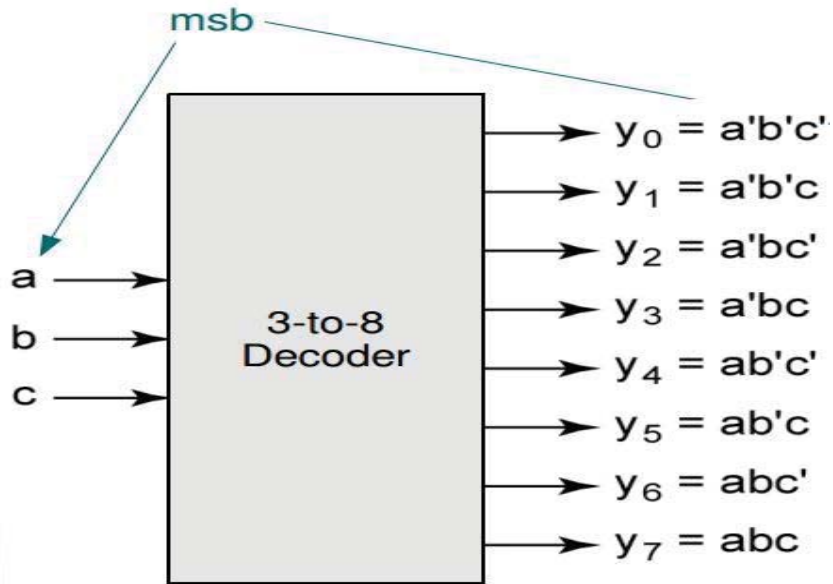 msb
a
b
c
3-to-8
Decoder
y₀ = a'b'c'
y₁ = a'b'c
y₂ = a'bc'
y₃ = a'bc
y₄ = ab'c'
y₅ = ab'c
y₆ = abc'
y₇ = abc